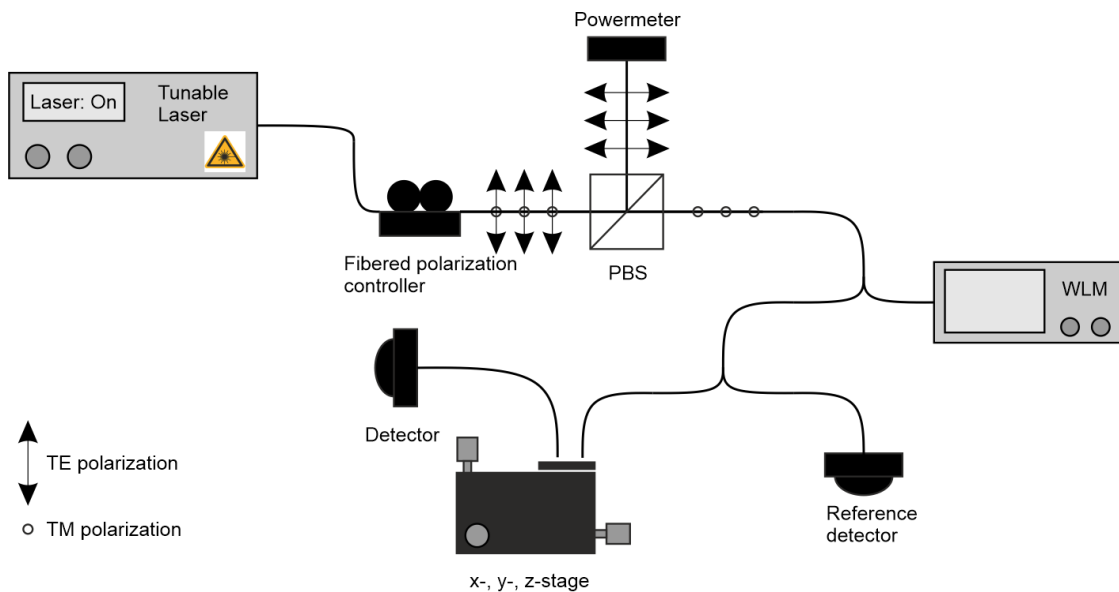 Powermeter
Laser: On
Tunable
Laser
Fibered polarization
controller
PBS
WLM
Detector
TE polarization
TM polarization
Reference
detector
x-, y-, z-stage